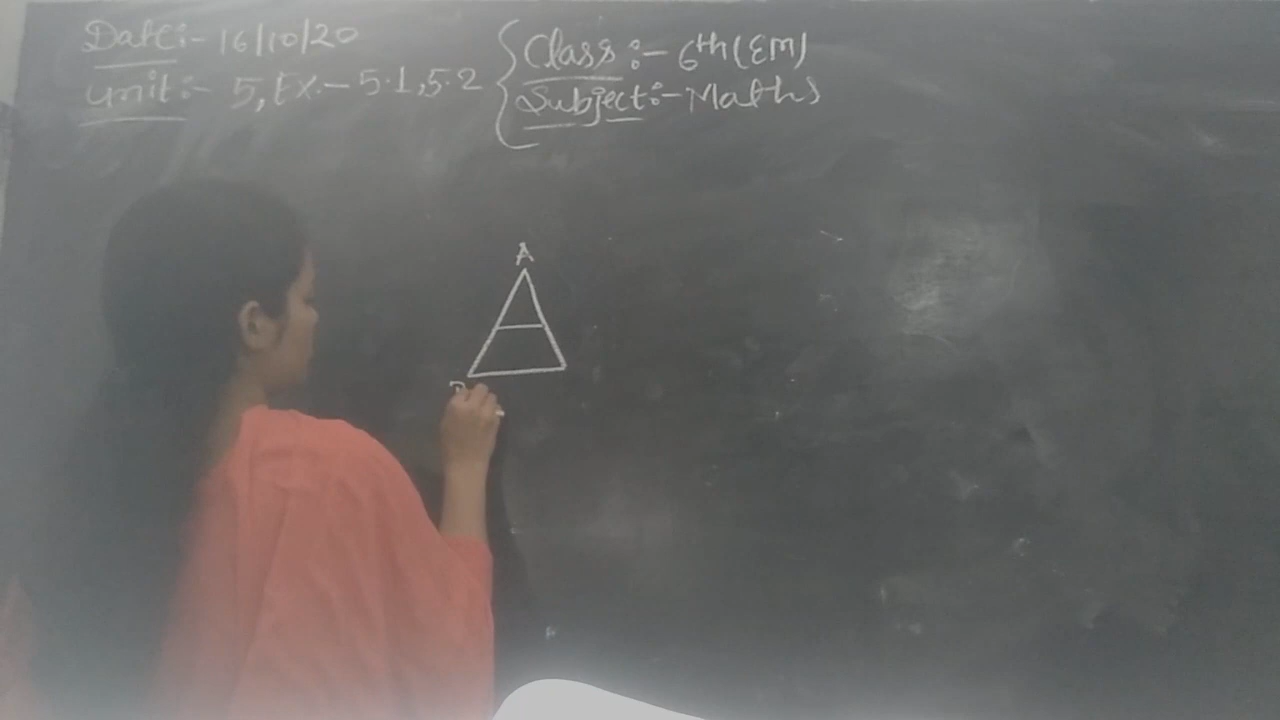 Date:- 16/10/20
Unit:- 5, Ex.- 5.1, 5.2
Class:- 6th (EM)
Subject:- Maths
A